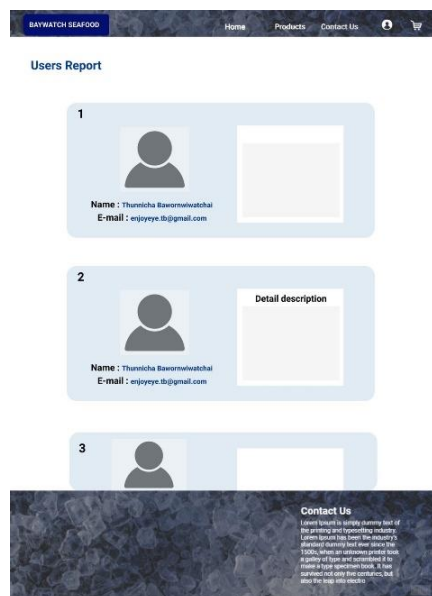 BAYWATCH SEAFOOD
Home Products Contact Us
Users Report
1
Name : Thunnicha Bawornwiwatchai
E-mail : enjoyeye.tb@gmail.com
2
Detail description
Name : Thunnicha Bawornwiwatchai
E-mail : enjoyeye.tb@gmail.com
3
Contact Us
Lorem Ipsum is simply dummy text of
the printing and typesetting industry.
Lorem Ipsum has been the industry's
standard dummy text ever since the
1500s, when an unknown printer took
a galley of type and scrambled it to
make a type specimen book. It has
survived not only five centuries, but
also the leap into electro